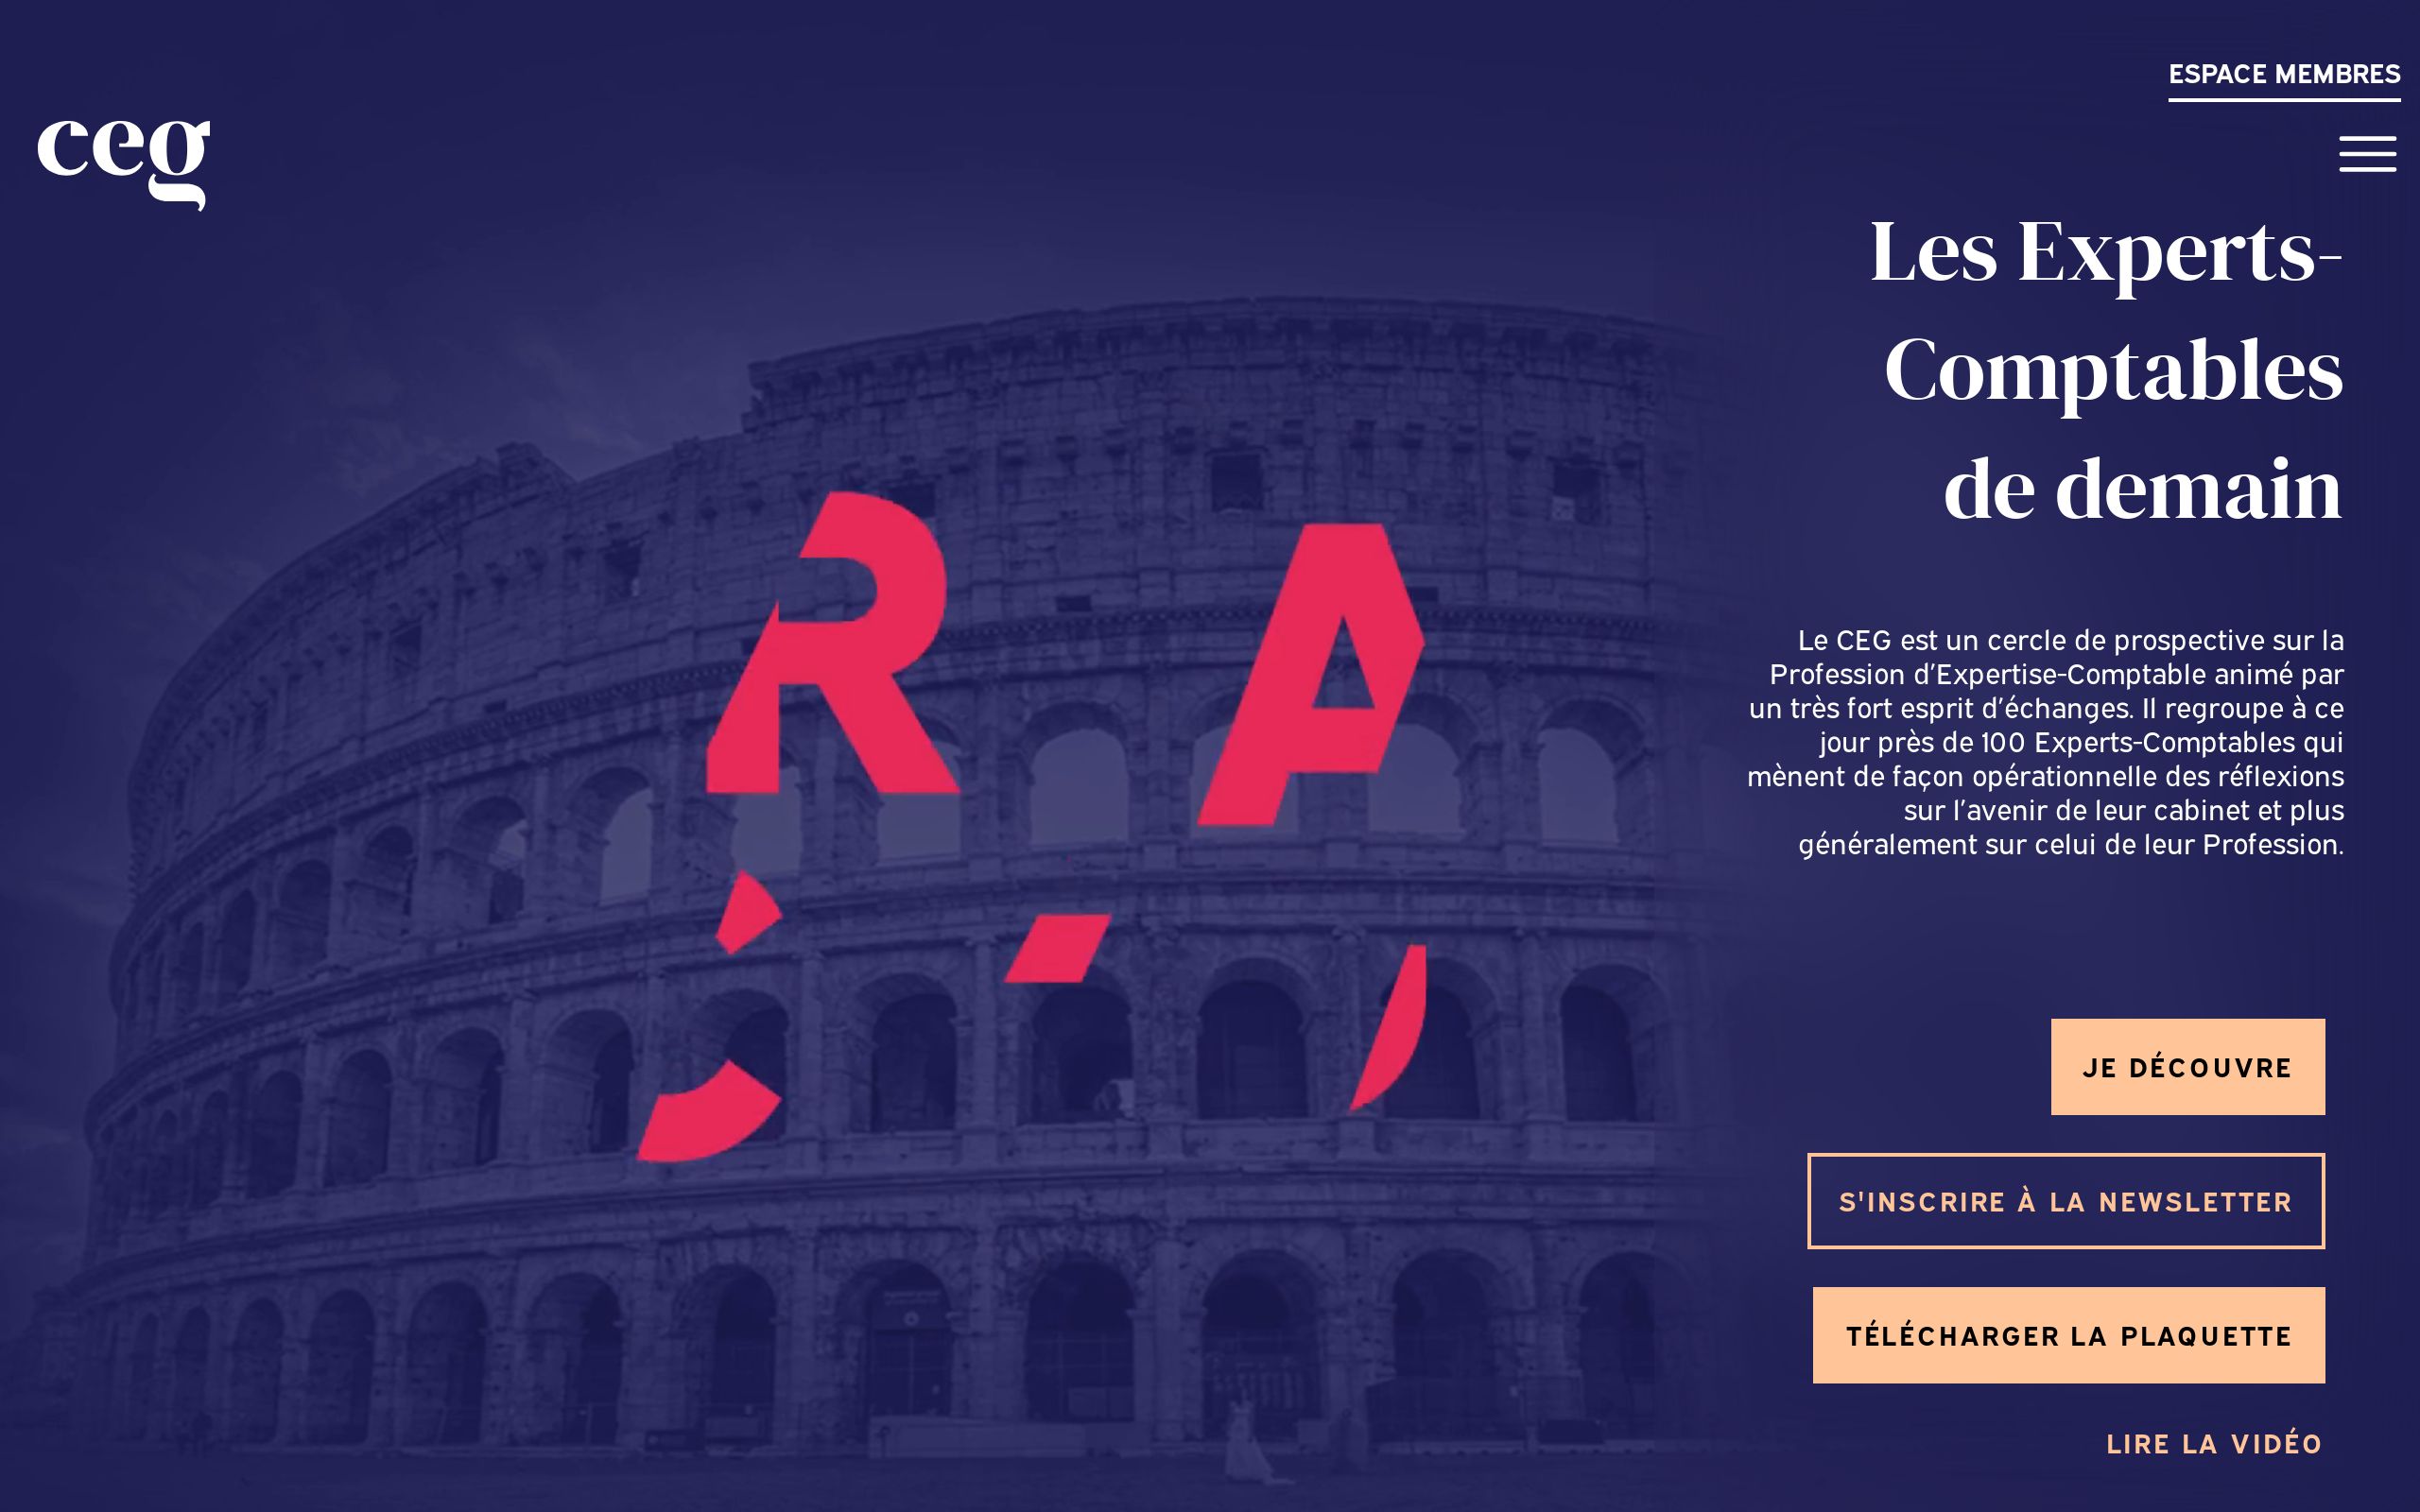 ESPACE MEMBRES
ceg
Les Experts-
Comptables
de demain
R A
Le CEG est un cercle de prospective sur la
Profession d’Expertise-Comptable animé par
un très fort esprit d’échanges. Il regroupe à ce
jour près de 100 Experts-Comptables qui
mènent de façon opérationnelle des réflexions
sur l’avenir de leur cabinet et plus
généralement sur celui de leur Profession.
JE DÉCOUVRE
S'INSCRIRE À LA NEWSLETTER
TÉLÉCHARGER LA PLAQUETTE
LIRE LA VIDÉO